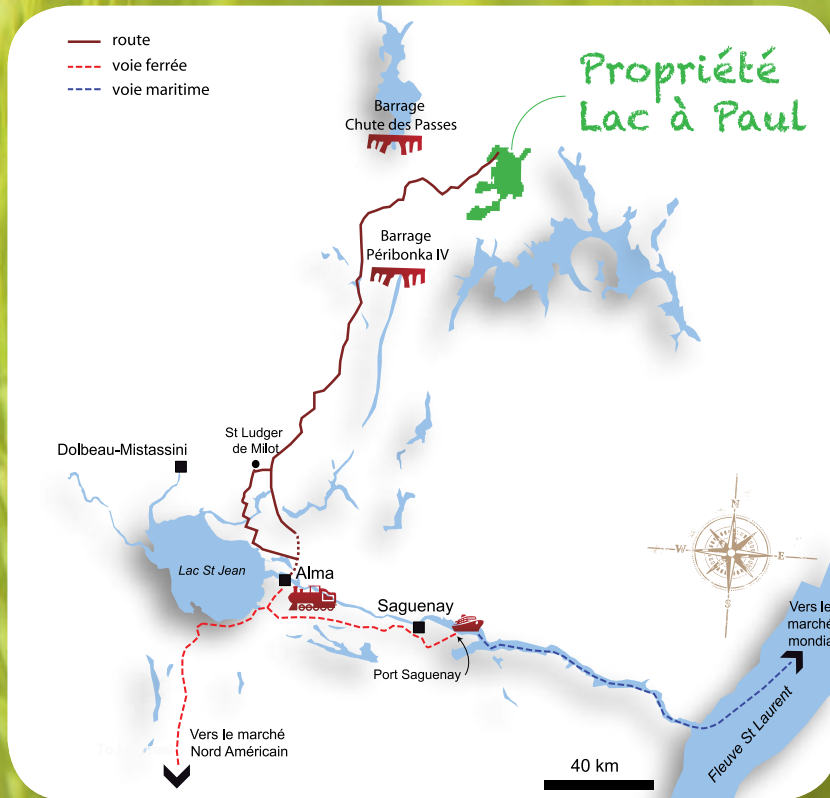 route
voie ferrée
voie maritime
Propriété
Lac à Paul
Barrage
Chute des Passes
Barrage
Péribonka IV
St Ludger
de Milot
Dolbeau-Mistassini
Lac St Jean
Alma
Saguenay
Port Saguenay
N
W
E
S
Vers le
marché
mondia
Fleuve St Laurent
Vers le marché
Nord Américain
40 km